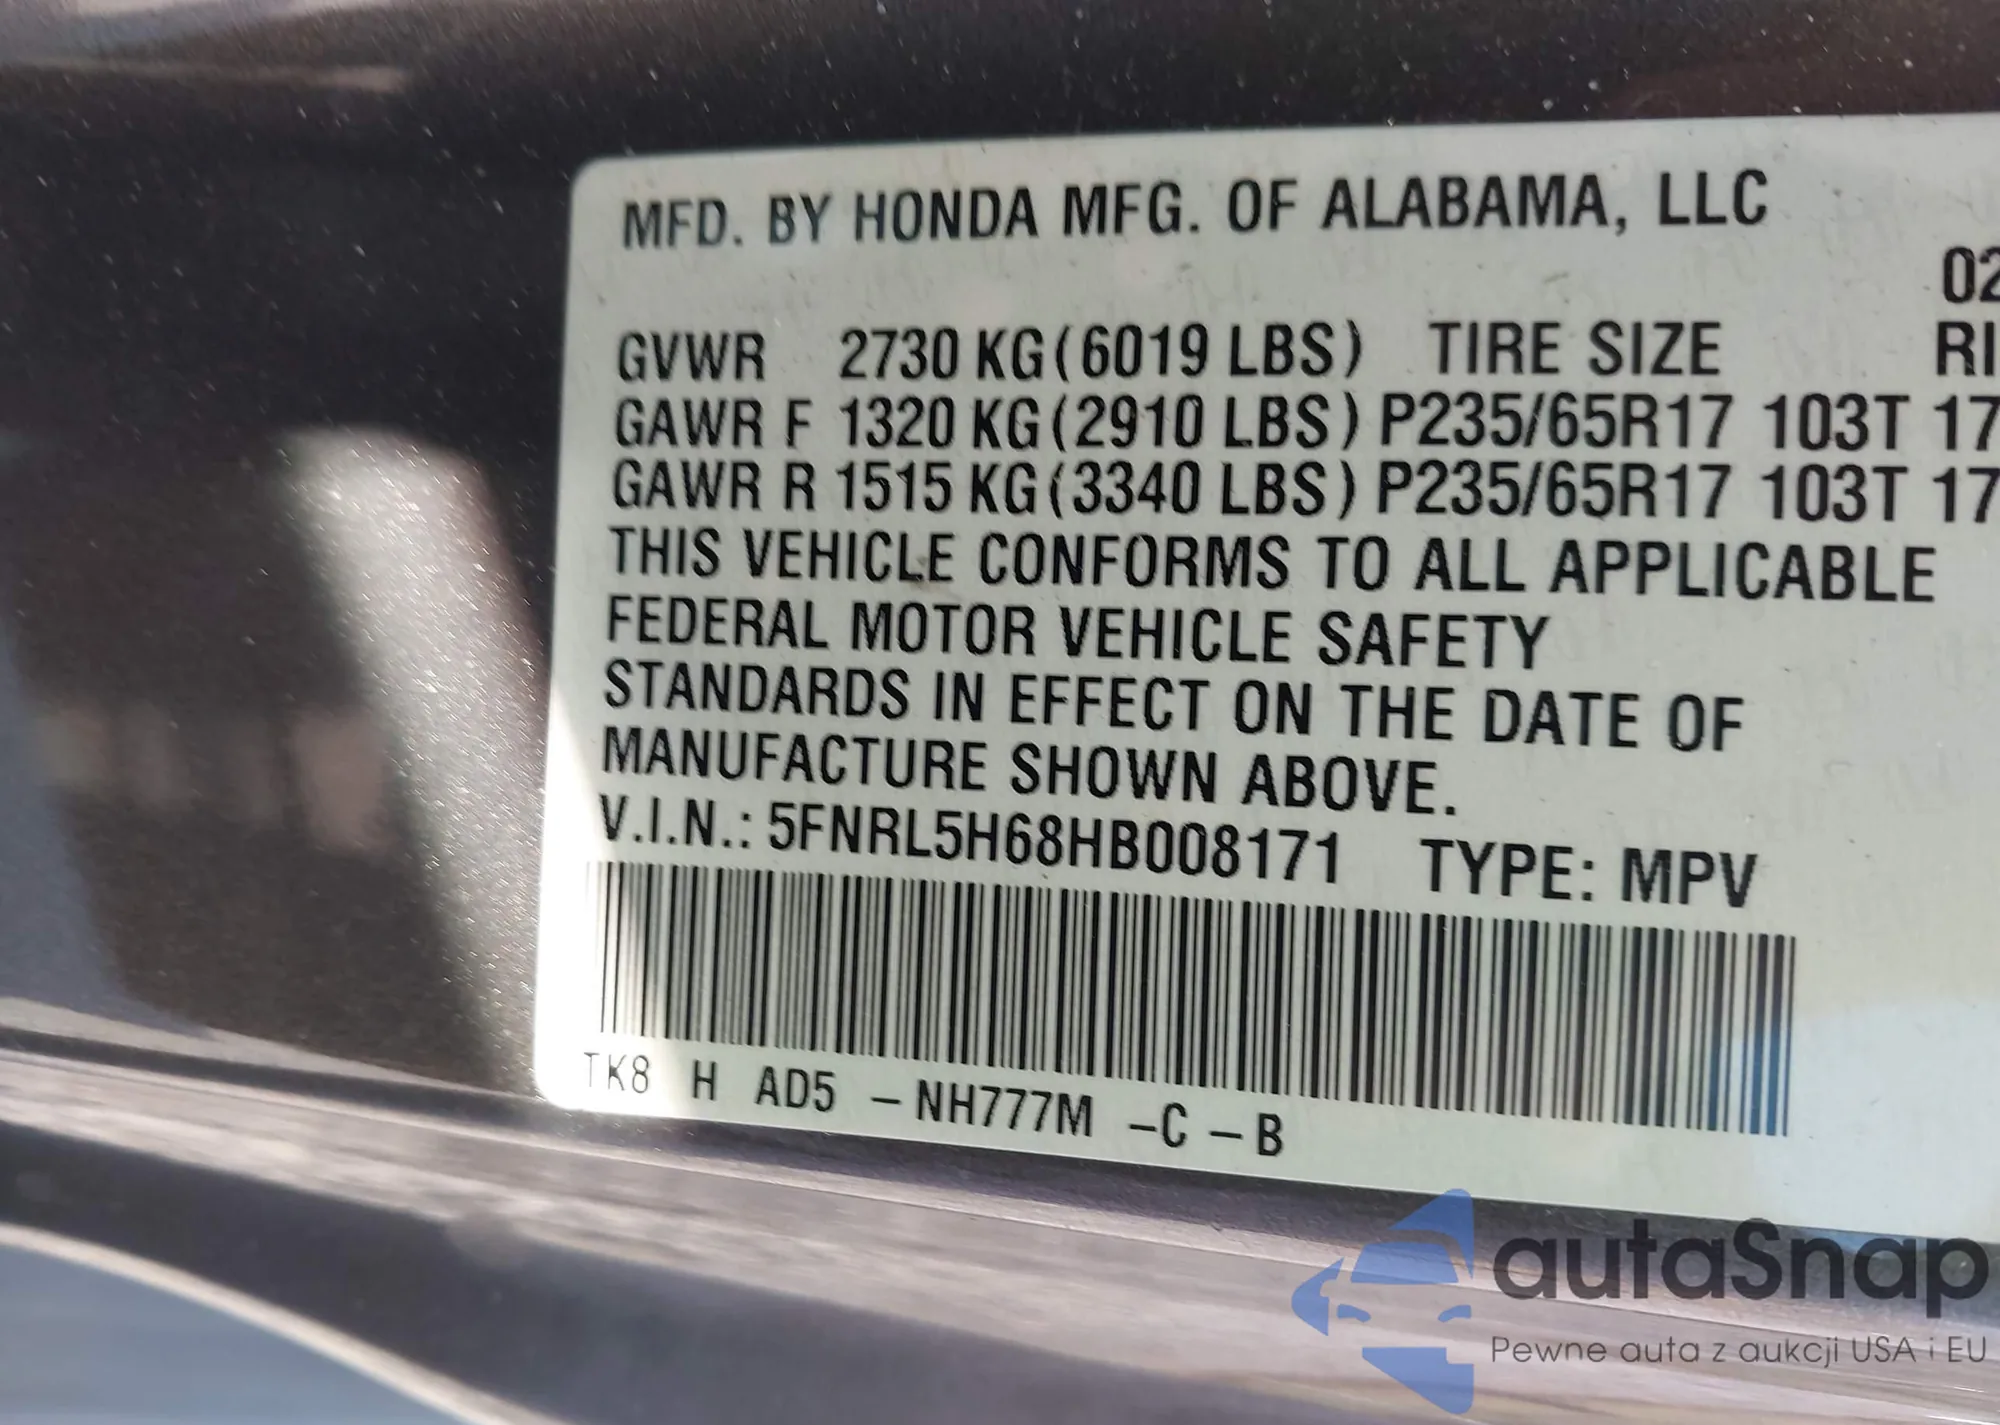 MFD. BY HONDA MFG. OF ALABAMA, LLC
02
GVWR 2730 KG (6019 LBS) TIRE SIZE RI
GAWR F 1320 KG (2910 LBS) P235/65R17 103T 17
GAWR R 1515 KG (3340 LBS) P235/65R17 103T 17
THIS VEHICLE CONFORMS TO ALL APPLICABLE
FEDERAL MOTOR VEHICLE SAFETY
STANDARDS IN EFFECT ON THE DATE OF
MANUFACTURE SHOWN ABOVE.
V.I.N.: 5FNRL5H68HB008171 TYPE: MPV
TK8 H AD5 – NH777M –C – B
autaSnap
Pewne auta z aukcji USA i EU